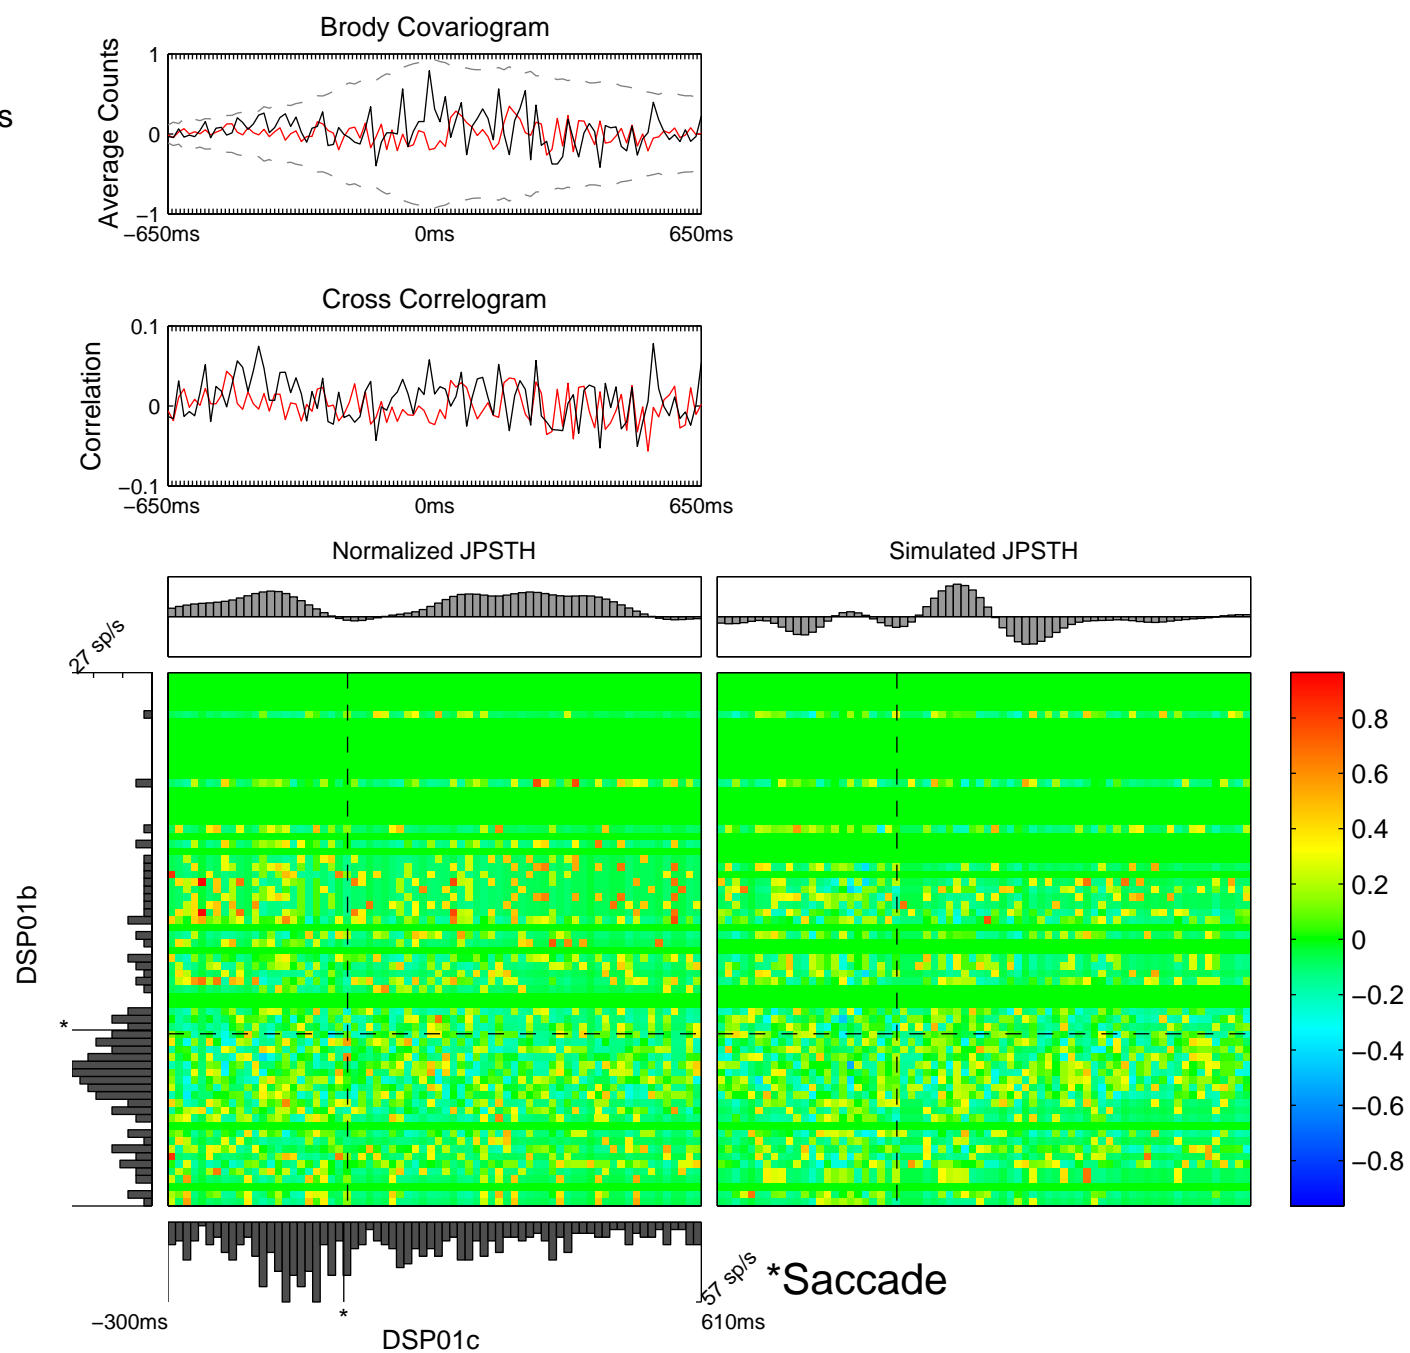 Brody Covariogram
s
Average Counts
1
0
−1
−650ms 0ms 650ms
Cross Correlogram
Correlation
0.1
0
−0.1
−650ms 0ms 650ms
Normalized JPSTH
Simulated JPSTH
27 sp/s
DSP01b
*
0.8
0.6
0.4
0.2
0
−0.2
−0.4
−0.6
−0.8
57 sp/s
*Saccade
*
−300ms
610ms
DSP01c